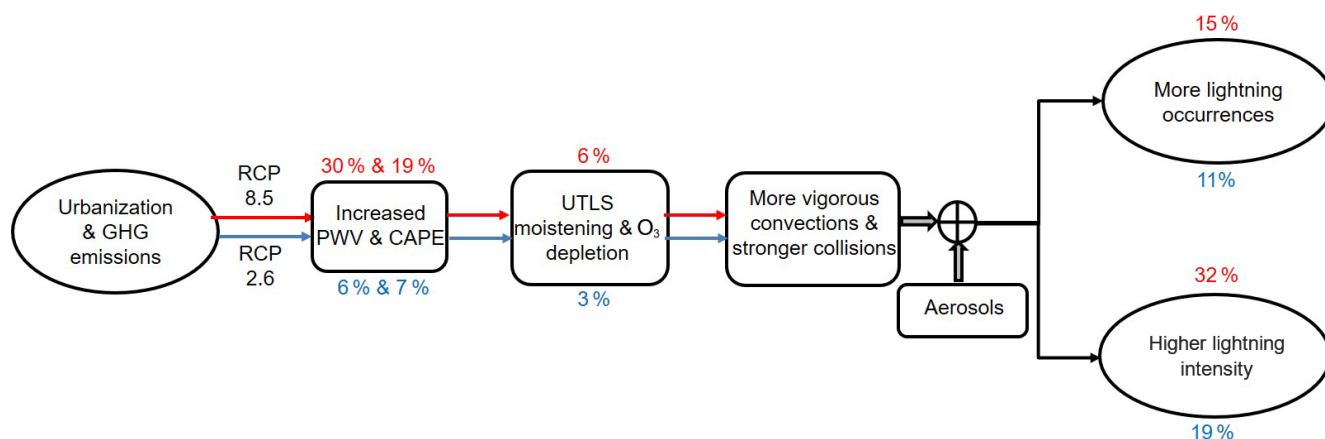 Urbanization
& GHG
emissions
RCP
8.5
RCP
2.6
30 % & 19 %
Increased
PWV & CAPE
6 % & 7 %
6 %
UTLS
moistening & O₃
depletion
3 %
More vigorous
convections &
stronger collisions
Aerosols
15 %
More lightning
occurrences
11%
32 %
Higher lightning
intensity
19 %